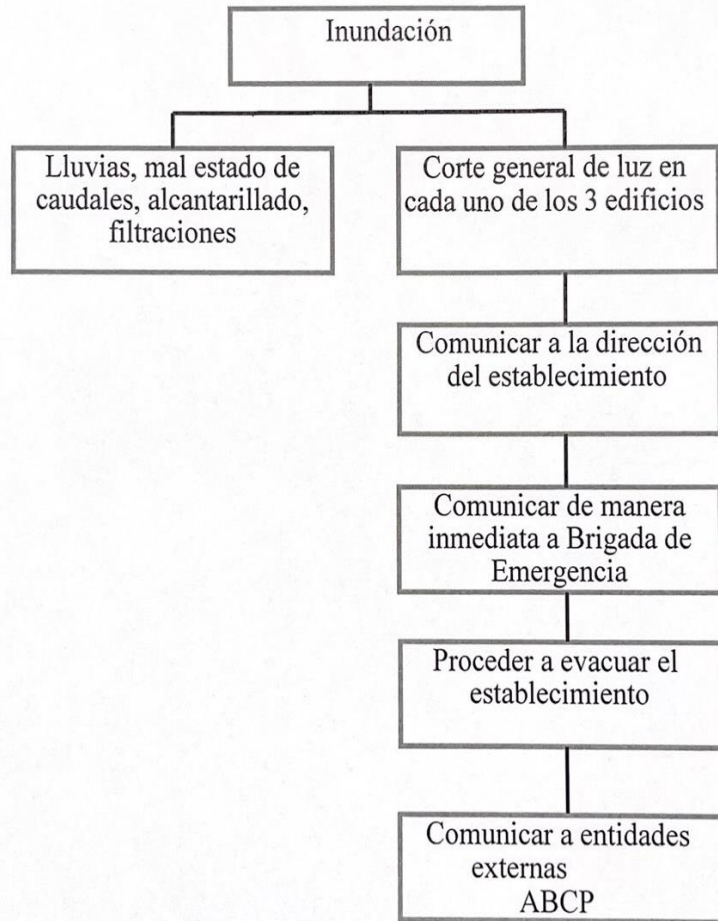 Inundación
Lluvias, mal estado de
caudales, alcantarillado,
filtraciones
Corte general de luz en
cada uno de los 3 edificios
Comunicar a la dirección
del establecimiento
Comunicar de manera
inmediata a Brigada de
Emergencia
Proceder a evacuar el
establecimiento
Comunicar a entidades
externas
ABCP